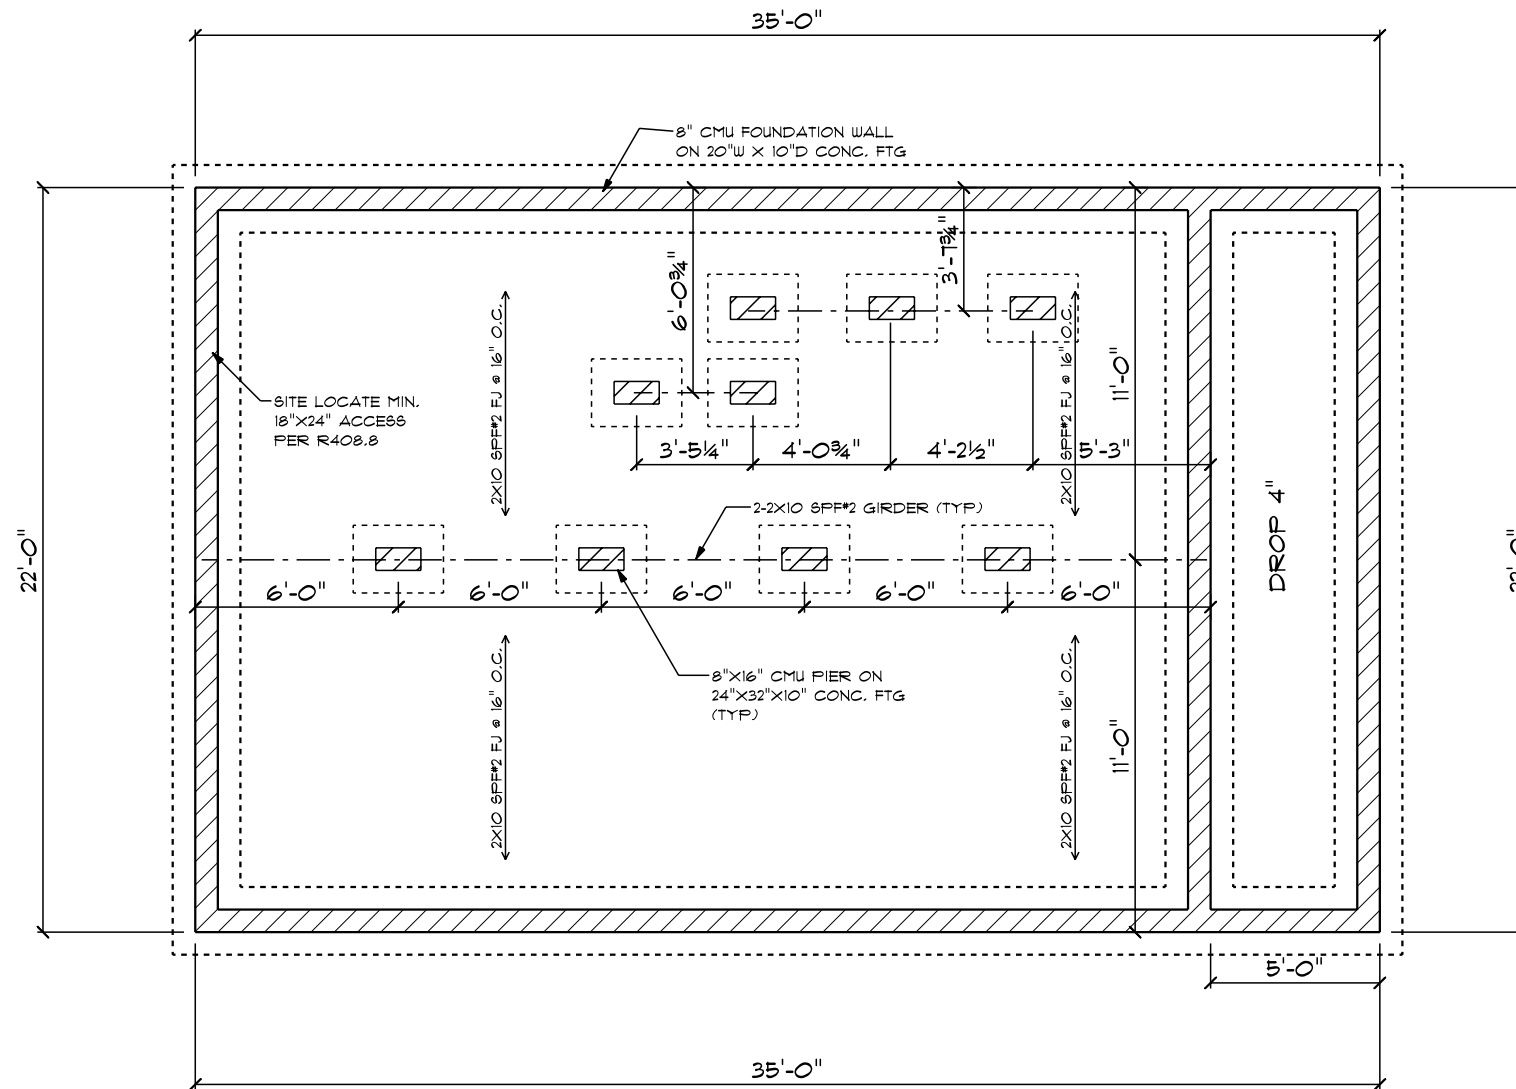 35'-0"
8" CMU FOUNDATION WALL
ON 20"W X 10"D CONC. FTG
6'-0¾"
3'-7¾"
2X10 SPF#2 FJ @ 16" O.C.
2X10 SPF#2 FJ @ 16" O.C.
11'-0"
SITE LOCATE MIN.
18"X24" ACCESS
PER R408.8
3'-5¼"
4'-0¾"
4'-2½"
5'-3"
2-2X10 SPF#2 GIRDER (TYP)
DROP 4"
22'-0"
6'-0"
6'-0"
6'-0"
6'-0"
6'-0"
8"X16" CMU PIER ON
24"X32"X10" CONC. FTG
(TYP)
2X10 SPF#2 FJ @ 16" O.C.
2X10 SPF#2 FJ @ 16" O.C.
11'-0"
5'-0"
35'-0"